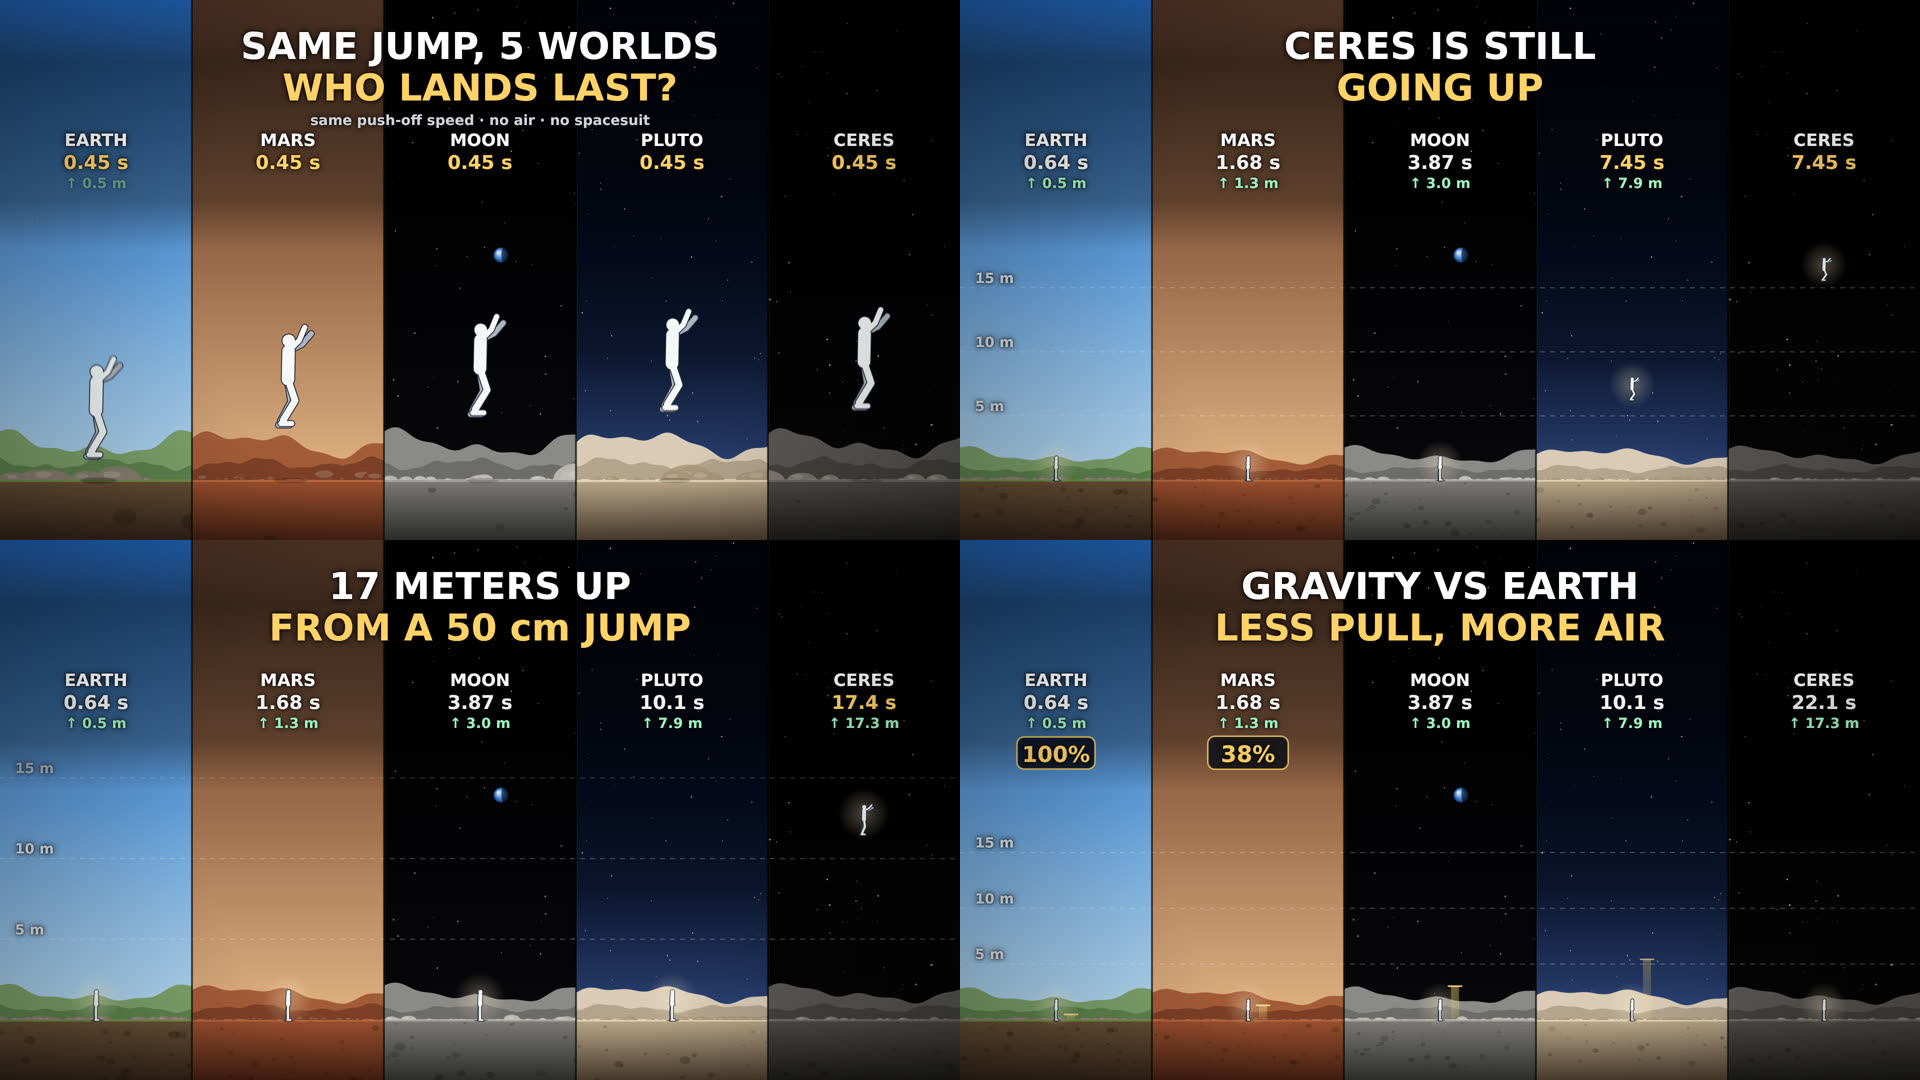 SAME JUMP, 5 WORLDS
WHO LANDS LAST?
same push-off speed · no air · no spacesuit
EARTH MARS MOON PLUTO CERES
0.45 s 0.45 s 0.45 s 0.45 s 0.45 s
↑ 0.5 m
CERES IS STILL
GOING UP
EARTH MARS MOON PLUTO CERES
0.64 s 1.68 s 3.87 s 7.45 s 7.45 s
↑ 0.5 m ↑ 1.3 m ↑ 3.0 m ↑ 7.9 m
15 m
10 m
5 m
17 METERS UP
FROM A 50 cm JUMP
EARTH MARS MOON PLUTO CERES
0.64 s 1.68 s 3.87 s 10.1 s 17.4 s
↑ 0.5 m ↑ 1.3 m ↑ 3.0 m ↑ 7.9 m ↑ 17.3 m
15 m
10 m
5 m
GRAVITY VS EARTH
LESS PULL, MORE AIR
EARTH MARS MOON PLUTO CERES
0.64 s 1.68 s 3.87 s 10.1 s 22.1 s
↑ 0.5 m ↑ 1.3 m ↑ 3.0 m ↑ 7.9 m ↑ 17.3 m
100% 38%
15 m
10 m
5 m